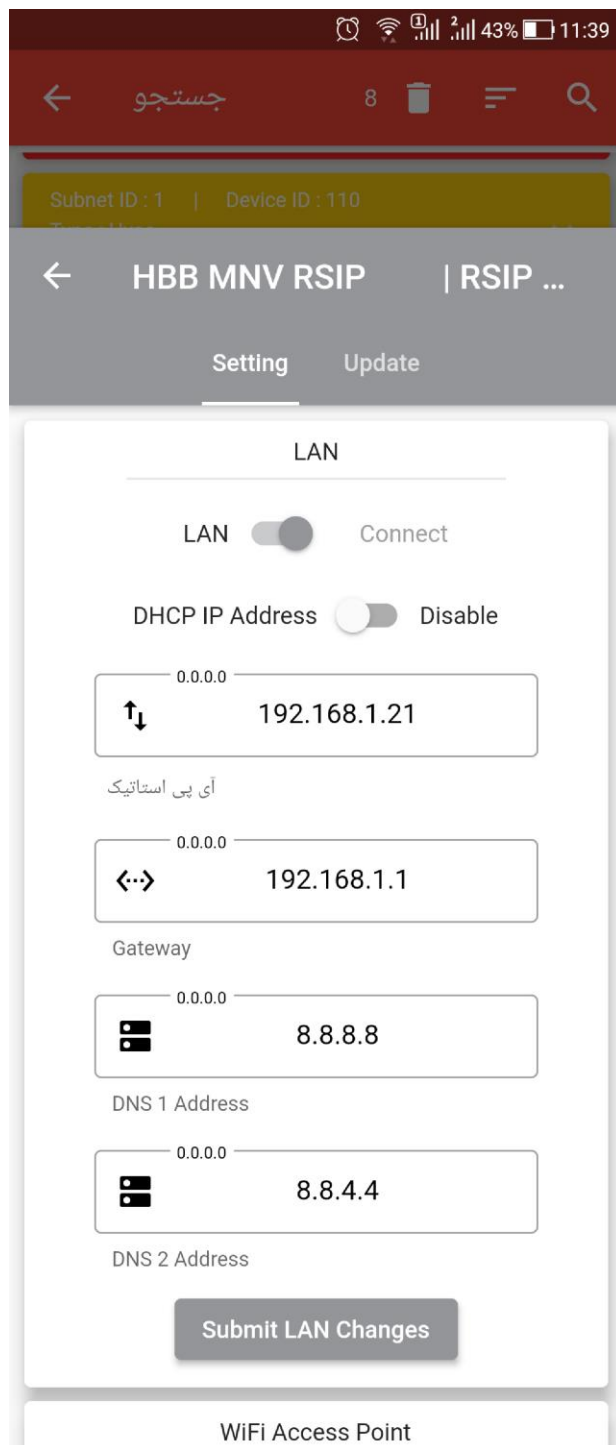 43% 11:39
جستجو 8
Subnet ID : 1 | Device ID : 110
HBB MNV RSIP | RSIP ...
Setting Update
LAN
LAN Connect
DHCP IP Address Disable
0.0.0.0
192.168.1.21
آی پی استاتیک
0.0.0.0
192.168.1.1
Gateway
0.0.0.0
8.8.8.8
DNS 1 Address
0.0.0.0
8.8.4.4
DNS 2 Address
Submit LAN Changes
WiFi Access Point